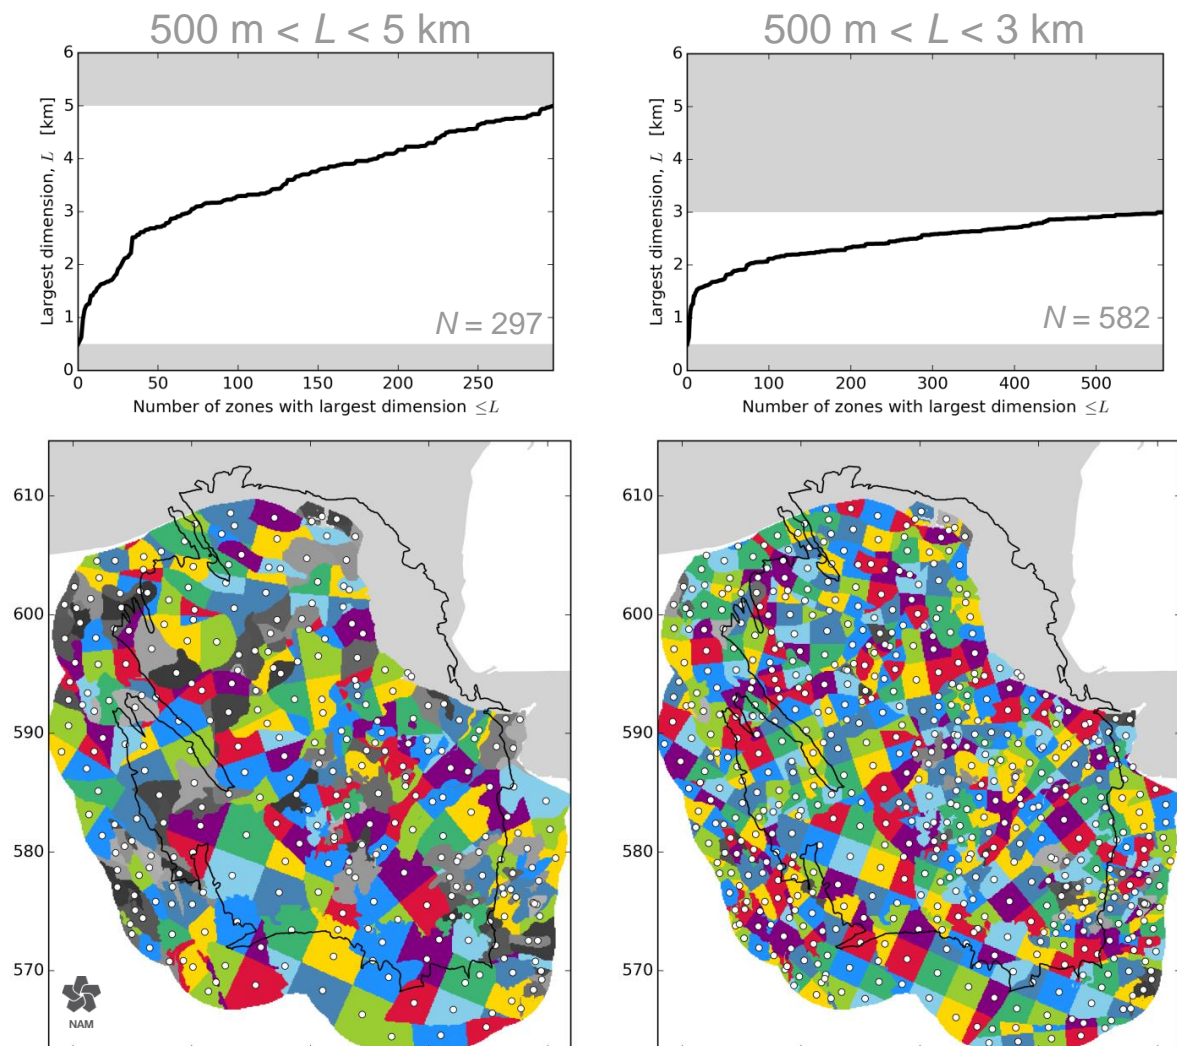 500 m < L < 5 km
6
5
4
3
2
1
0
Largest dimension, L [km]
N = 297
0 50 100 150 200 250
Number of zones with largest dimension ≤L
500 m < L < 3 km
6
5
4
3
2
1
0
Largest dimension, L [km]
N = 582
0 100 200 300 400 500
Number of zones with largest dimension ≤L
610
600
590
580
570
NAM
610
600
590
580
570